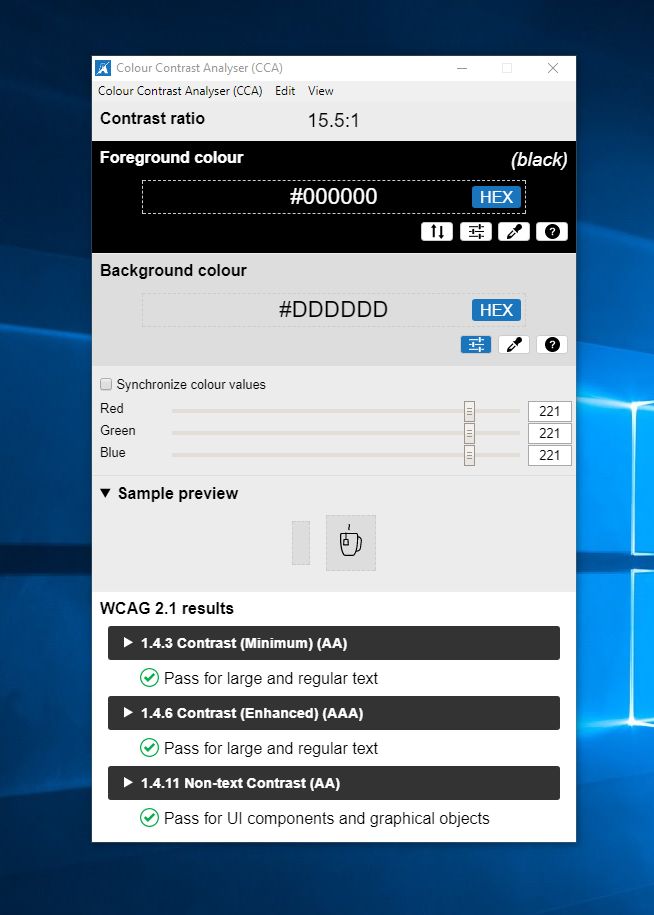 Colour Contrast Analyser (CCA)
Colour Contrast Analyser (CCA) Edit View
Contrast ratio 15.5:1
Foreground colour (black)
#000000 HEX
Background colour
#DDDDDD HEX
Synchronize colour values
Red 221
Green 221
Blue 221
Sample preview
WCAG 2.1 results
1.4.3 Contrast (Minimum) (AA)
Pass for large and regular text
1.4.6 Contrast (Enhanced) (AAA)
Pass for large and regular text
1.4.11 Non-text Contrast (AA)
Pass for UI components and graphical objects